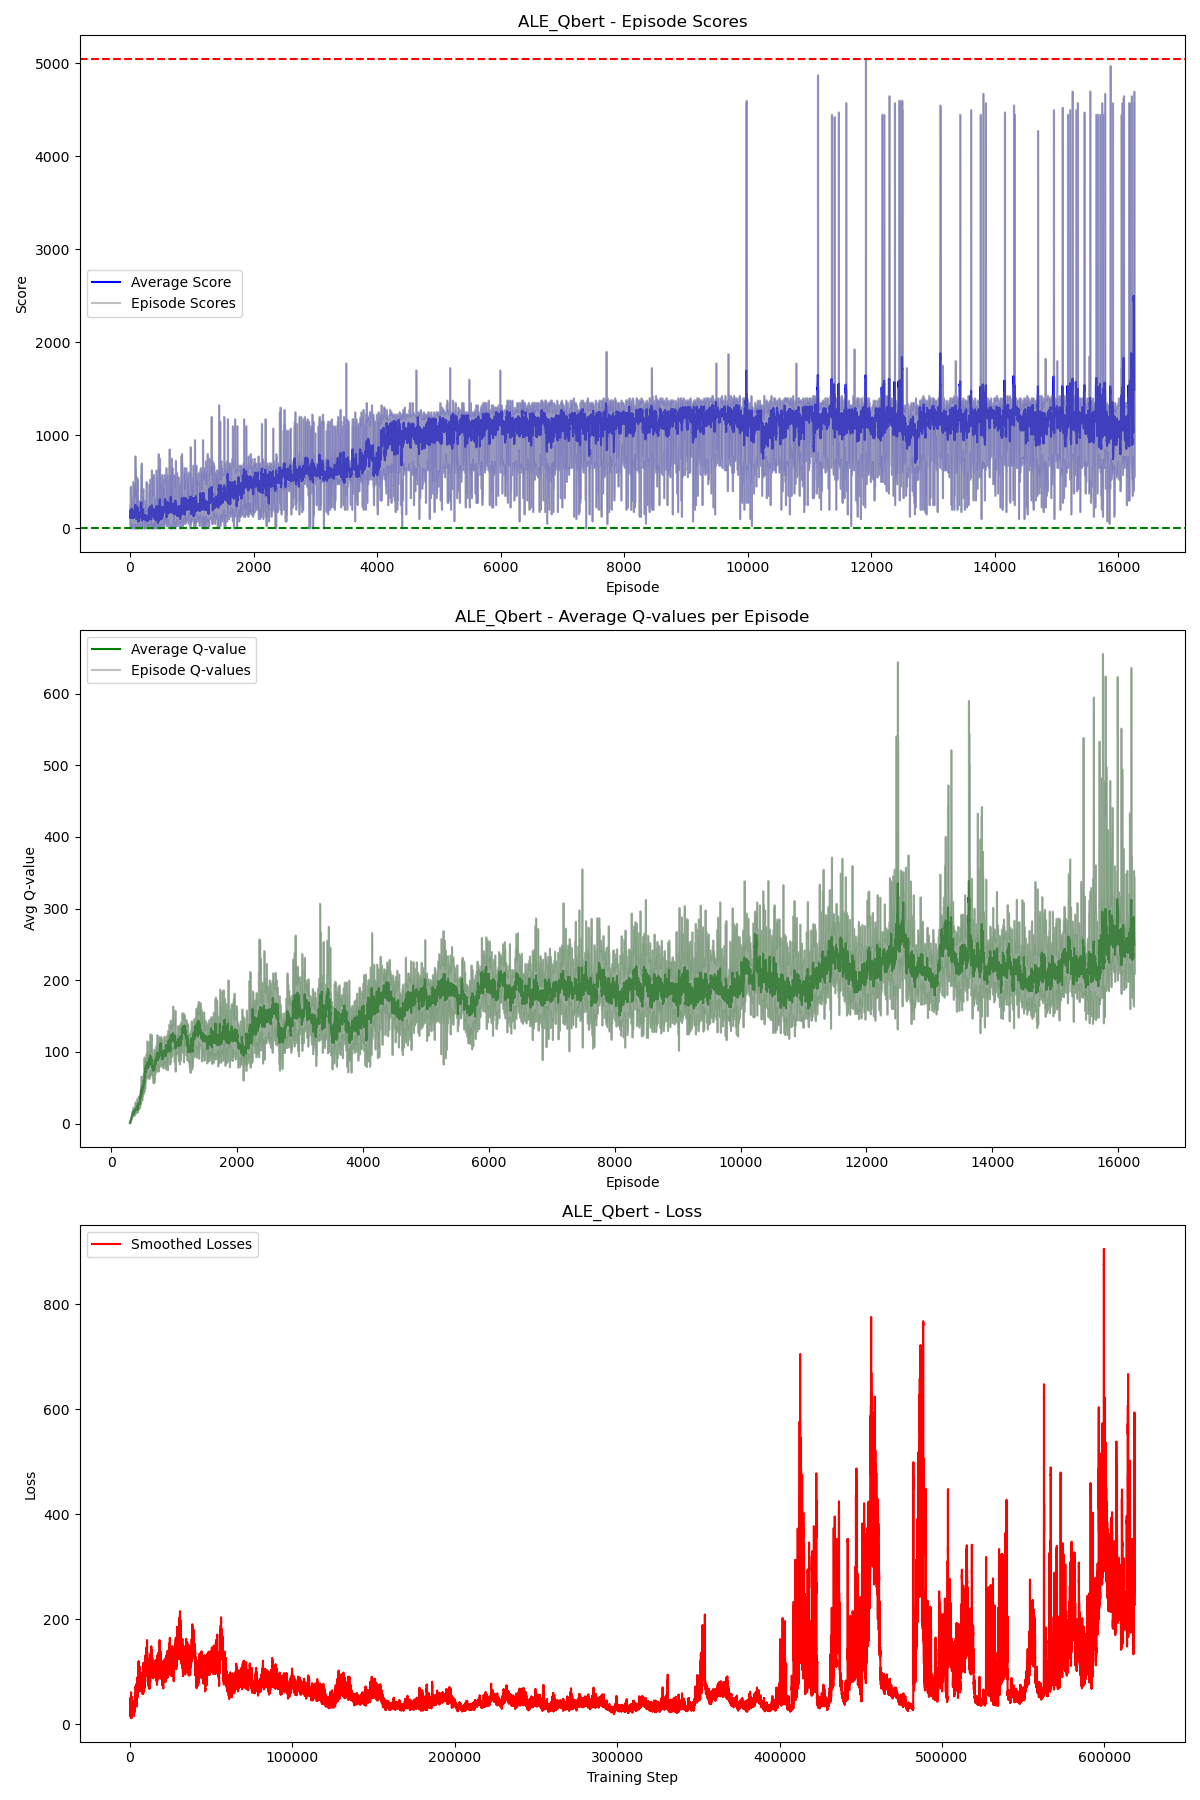 ALE_Qbert - Episode Scores
5000
4000
3000
2000
1000
0
Score
Average Score
Episode Scores
0 2000 4000 6000 8000 10000 12000 14000 16000
Episode
ALE_Qbert - Average Q-values per Episode
Average Q-value
Episode Q-values
600
500
400
300
200
100
0
Avg Q-value
0 2000 4000 6000 8000 10000 12000 14000 16000
Episode
ALE_Qbert - Loss
Smoothed Losses
800
600
400
200
0
Loss
0 100000 200000 300000 400000 500000 600000
Training Step